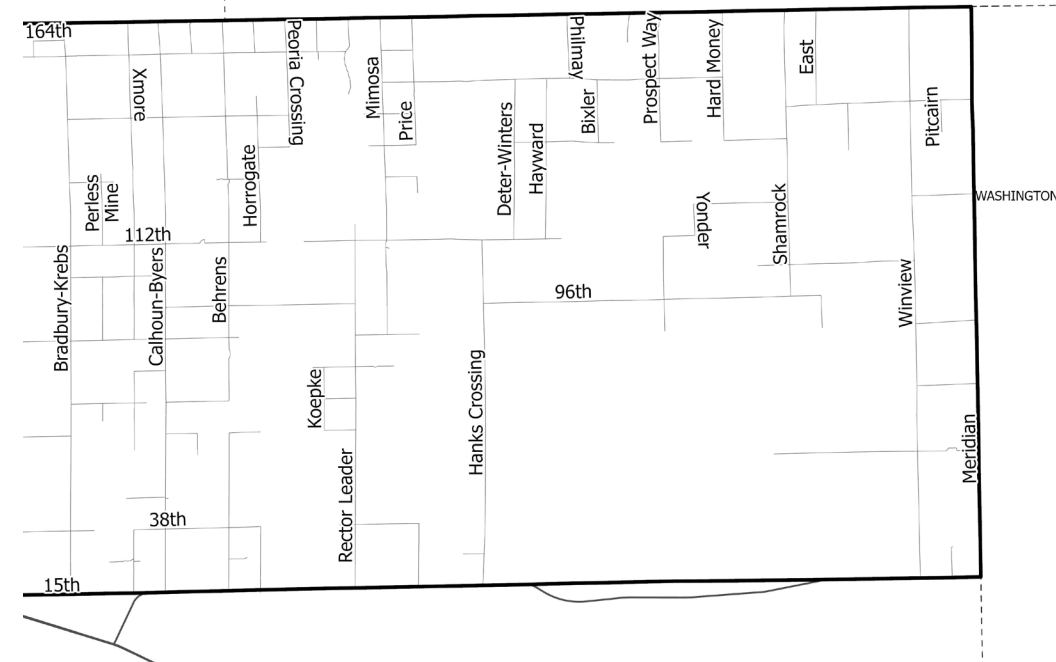 164th
Peoria Crossing
Philmay
Prospect Way
Hard Money
East
Xmore
Mimosa
Price
Bixler
Pitcairn
Deter-Winters
Hayward
Horrogate
Perless
Mine
Yonder
Shamrock
WASHINGTON
112th
Bradbury-Krebs
Calhoun-Byers
Behrens
96th
Winview
Koepke
Hanks Crossing
Meridian
Rector Leader
38th
15th